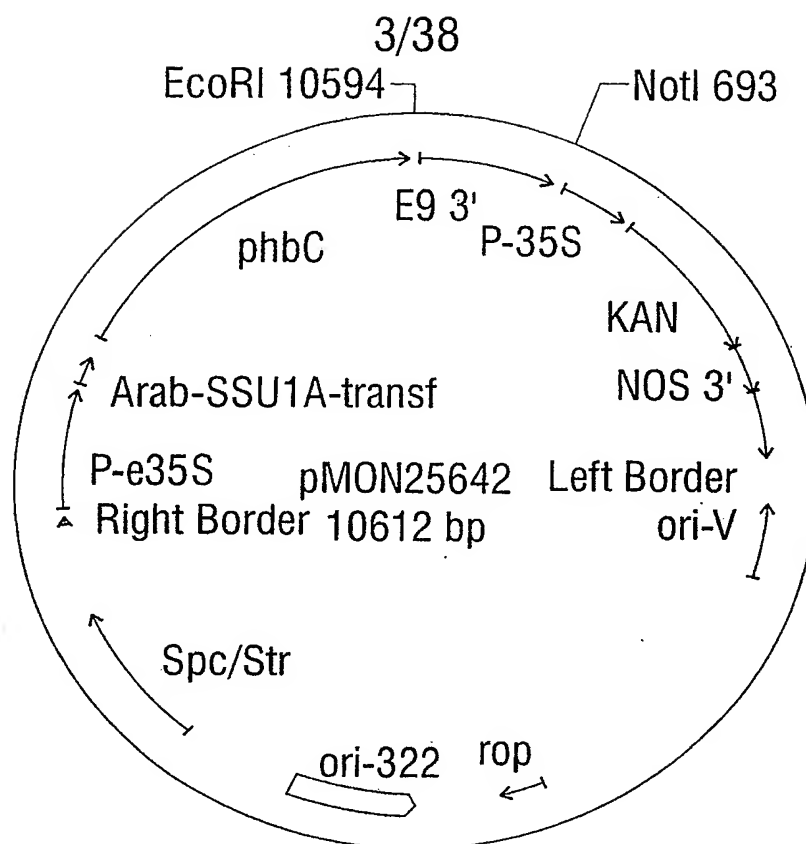 3/38
EcoRI 10594
NotI 693
E9 3'
P-35S
phbC
KAN
Arab-SSU1A-transf
NOS 3'
P-e35S
pMON25642
Left Border
Right Border
10612 bp
ori-V
Spc/Str
ori-322
rop